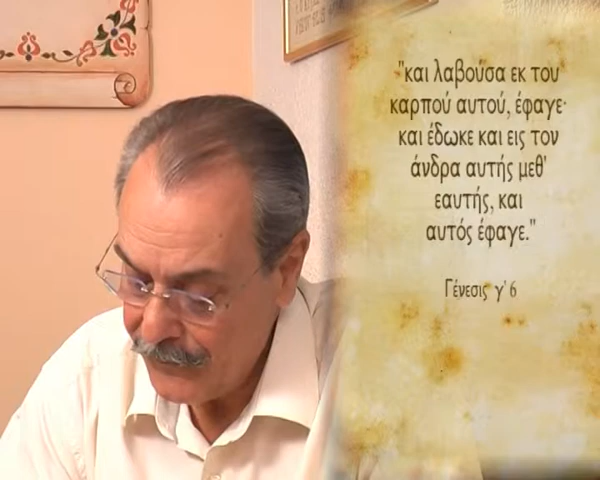 "και λαβούσα εκ του
καρπού αυτού, έφαγε·
και έδωκε και εις τον
άνδρα αυτής μεθ'
εαυτής, και
αυτός έφαγε."
Γένεσις γ' 6